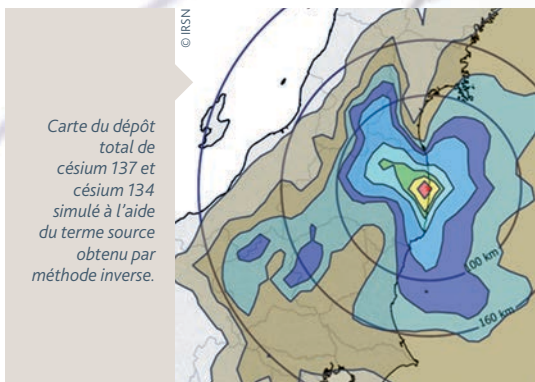 © IRSN
Carte du dépôt
total de
césium 137 et
césium 134
simulé à l’aide
du terme source
obtenu par
méthode inverse.
100 km
160 km